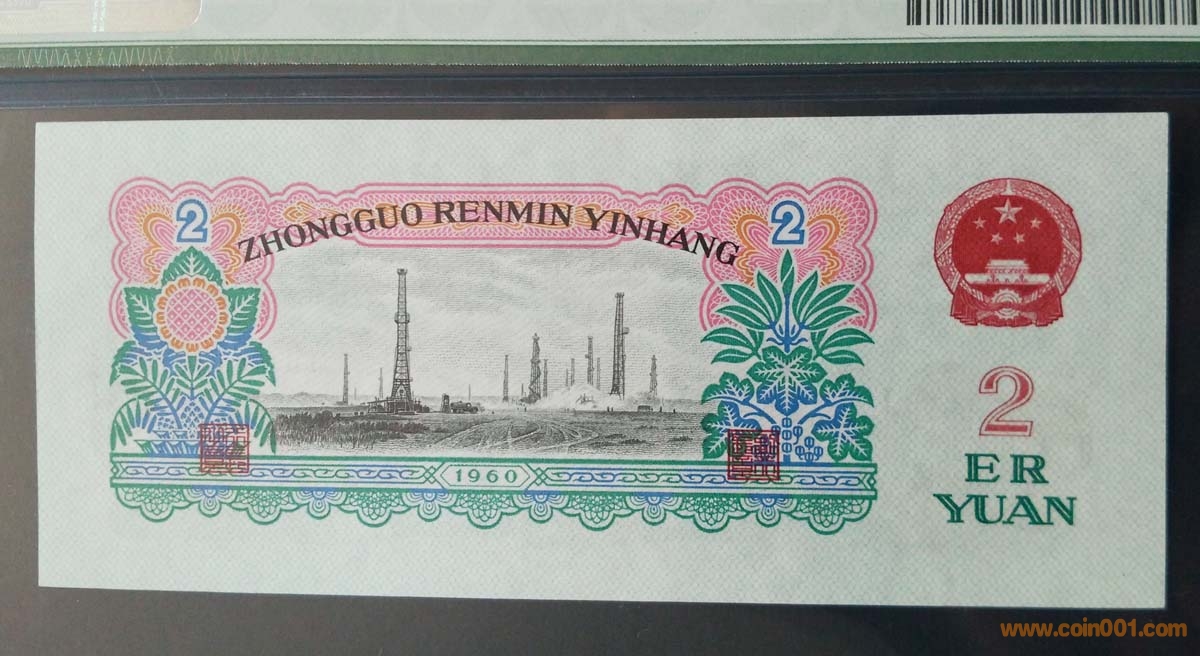 2
2
ZHONGGUO RENMIN YINHANG
2
ER
YUAN
1960
www.coin001.com